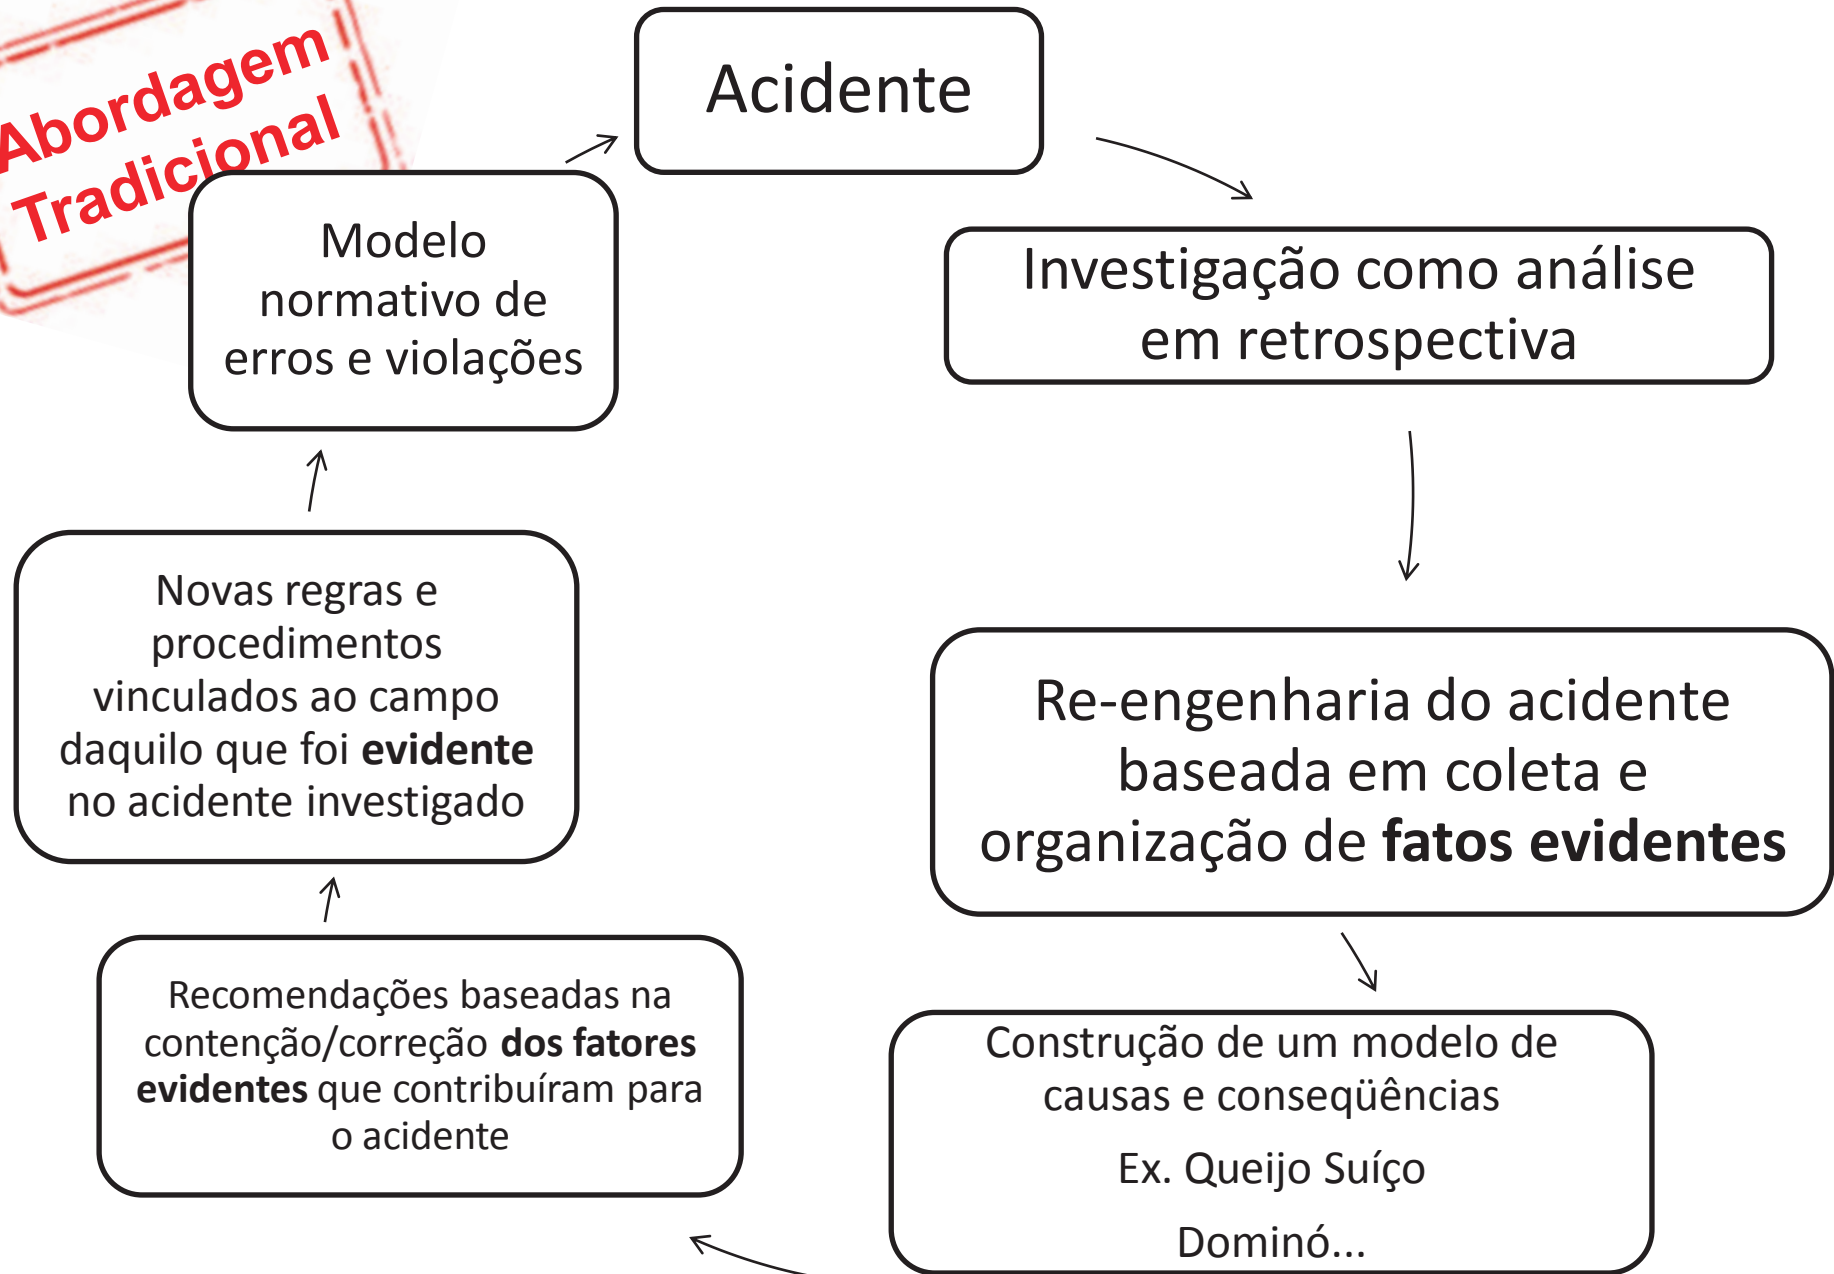 Abordagem
Tradicional
Acidente
Investigação como análise
em retrospectiva
Re-engenharia do acidente
baseada em coleta e
organização de fatos evidentes
Construção de um modelo de
causas e conseqüências
Ex. Queijo Suíço
Dominó...
Recomendações baseadas na
contenção/correção dos fatores
evidentes que contribuíram para
o acidente
Novas regras e
procedimentos
vinculados ao campo
daquilo que foi evidente
no acidente investigado
Modelo
normativo de
erros e violações